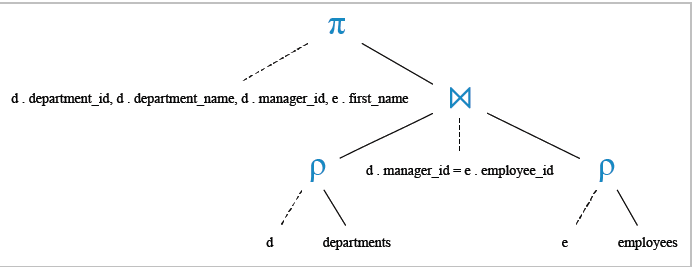 π
d . department_id, d . department_name, d . manager_id, e . first_name
⋈
ρ
d . manager_id = e . employee_id
ρ
d
departments
e
employees